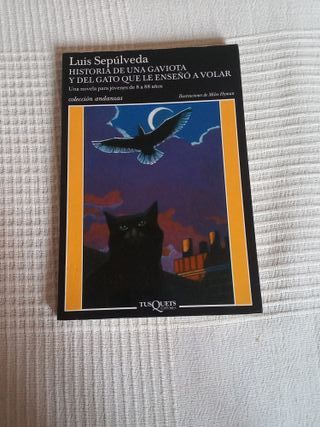 Luis Sepúlveda
HISTORIA DE UNA GAVIOTA
Y DEL GATO QUE LE ENSEÑÓ A VOLAR
Una novela para jóvenes de 8 a 88 años
colección andanzas
Ilustraciones de Miles Hyman
TUSQUETS
EDITORES